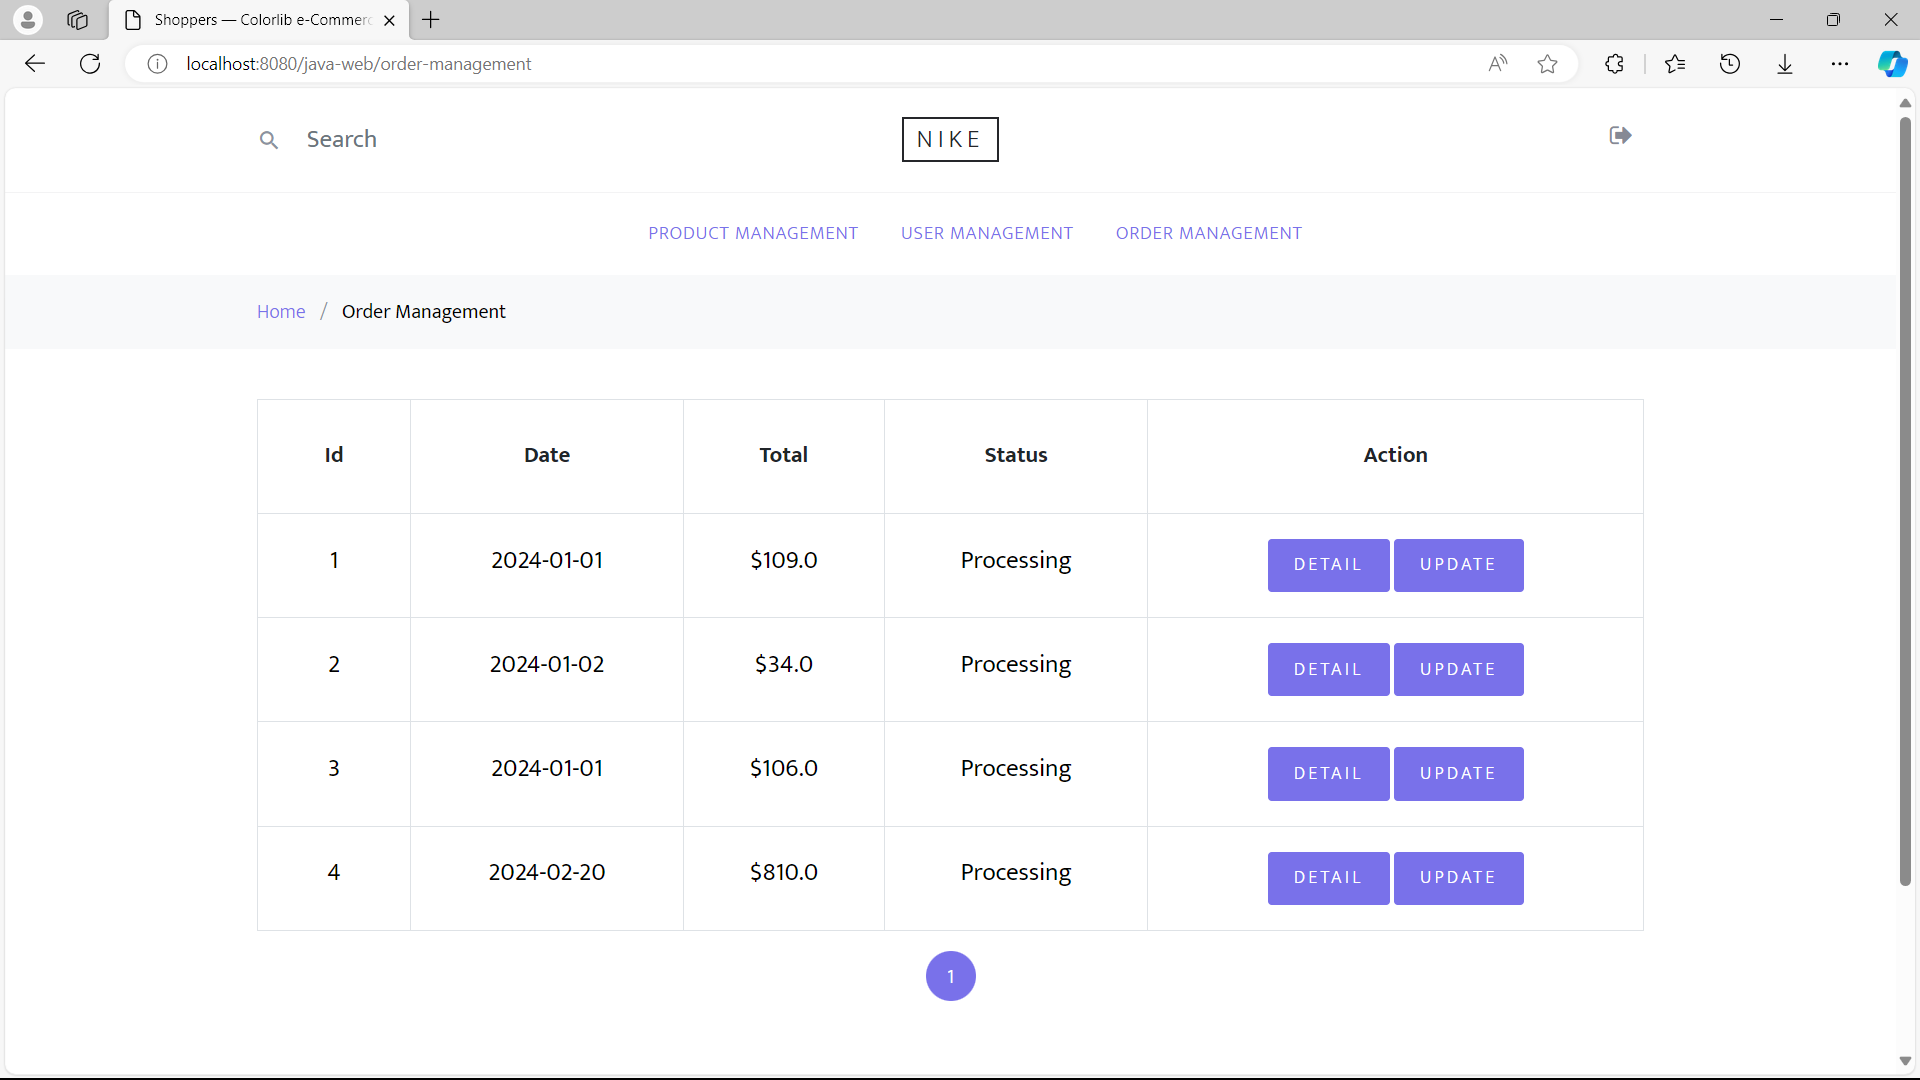 Shoppers — Colorlib e-Commerc
localhost:8080/java-web/order-management
Search
NIKE
PRODUCT MANAGEMENT USER MANAGEMENT ORDER MANAGEMENT
Home / Order Management
Id Date Total Status Action
1 2024-01-01 $109.0 Processing DETAIL UPDATE
2 2024-01-02 $34.0 Processing DETAIL UPDATE
3 2024-01-01 $106.0 Processing DETAIL UPDATE
4 2024-02-20 $810.0 Processing DETAIL UPDATE
1